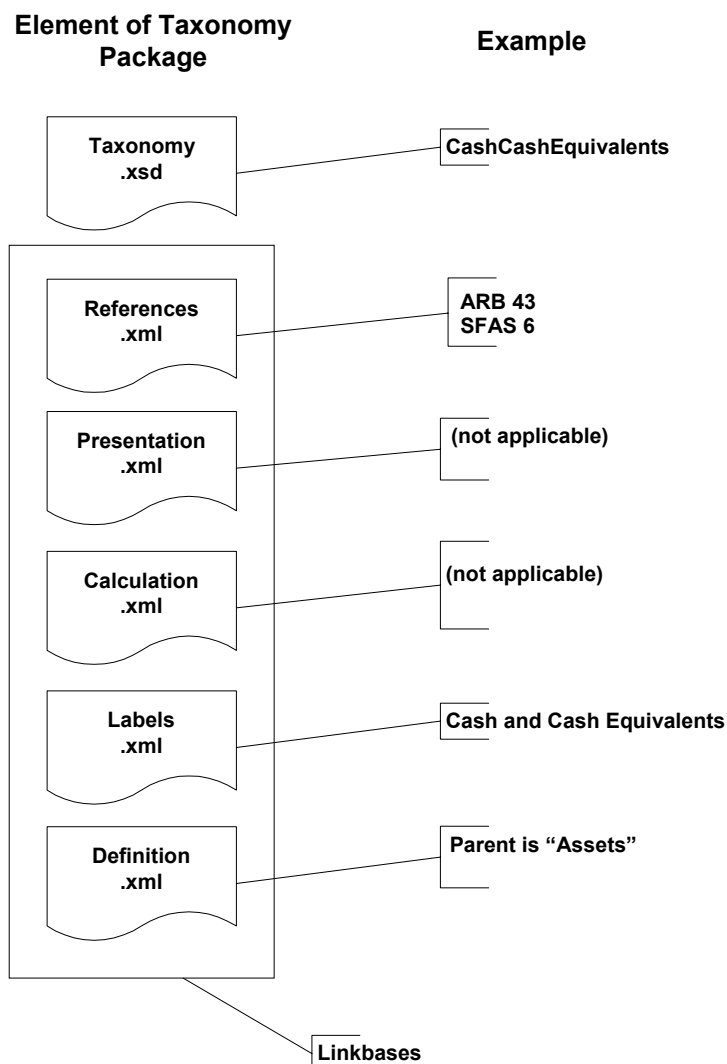 Element of Taxonomy
Package
Example
Taxonomy
.xsd
CashCashEquivalents
References
.xml
ARB 43
SFAS 6
Presentation
.xml
(not applicable)
Calculation
.xml
(not applicable)
Labels
.xml
Cash and Cash Equivalents
Definition
.xml
Parent is “Assets”
Linkbases